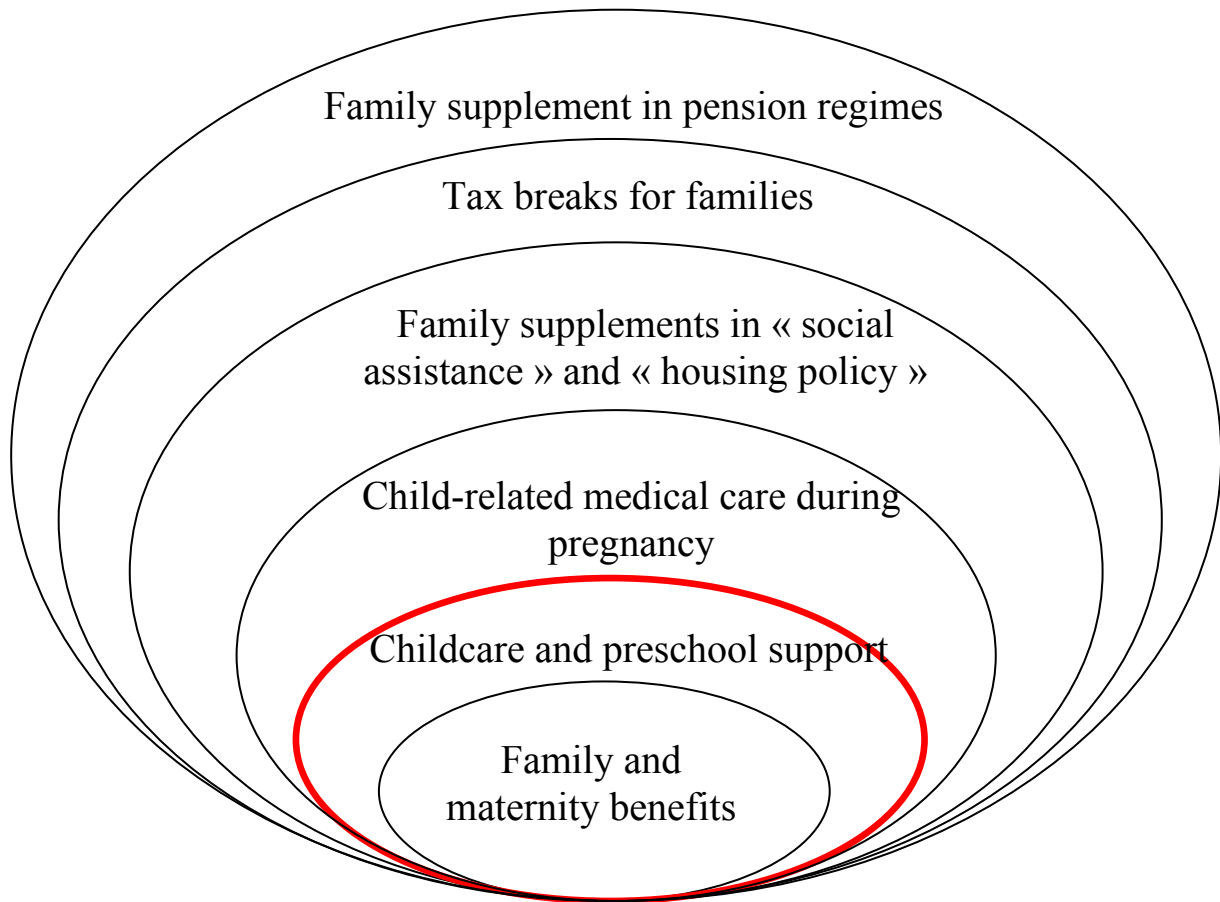 Family supplement in pension regimes
Tax breaks for families
Family supplements in « social
assistance » and « housing policy »
Child-related medical care during
pregnancy
Childcare and preschool support
Family and
maternity benefits